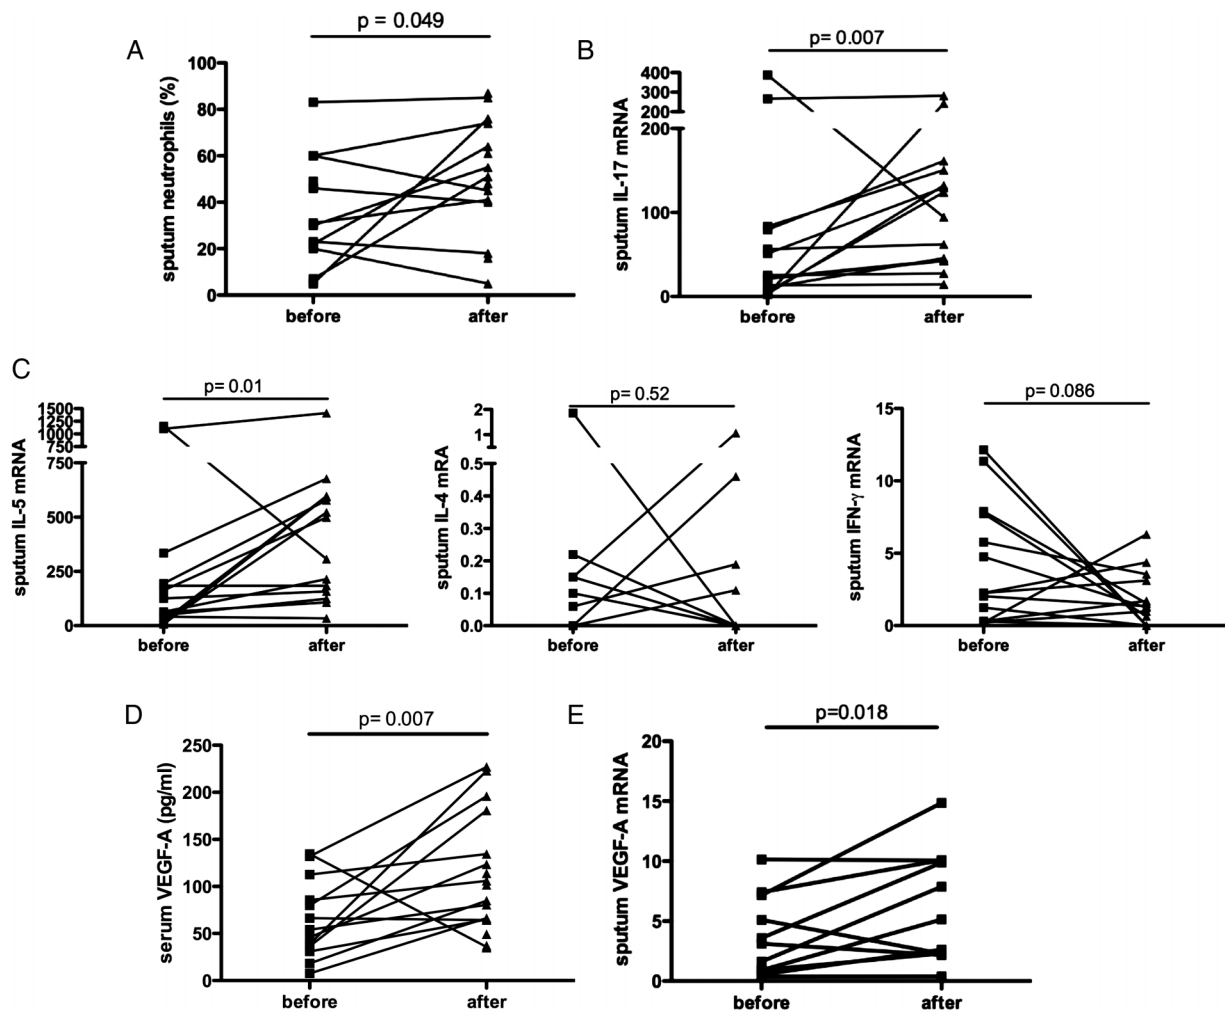 A
p = 0.049
sputum neutrophils (%)
100
80
60
40
20
0
before
after
B
p= 0.007
sputum IL-17 mRNA
400
300
200
200
100
0
before
after
C
p= 0.01
sputum IL-5 mRNA
1500
1250
1000
750
750
500
250
0
before
after
p= 0.52
sputum IL-4 mRA
2
1
0.5
0.4
0.3
0.2
0.1
0.0
before
after
p= 0.086
sputum IFN-γ mRNA
15
10
5
0
before
after
D
p= 0.007
serum VEGF-A (pg/ml)
250
200
150
100
50
0
before
after
E
p=0.018
sputum VEGF-A mRNA
20
15
10
5
0
before
after